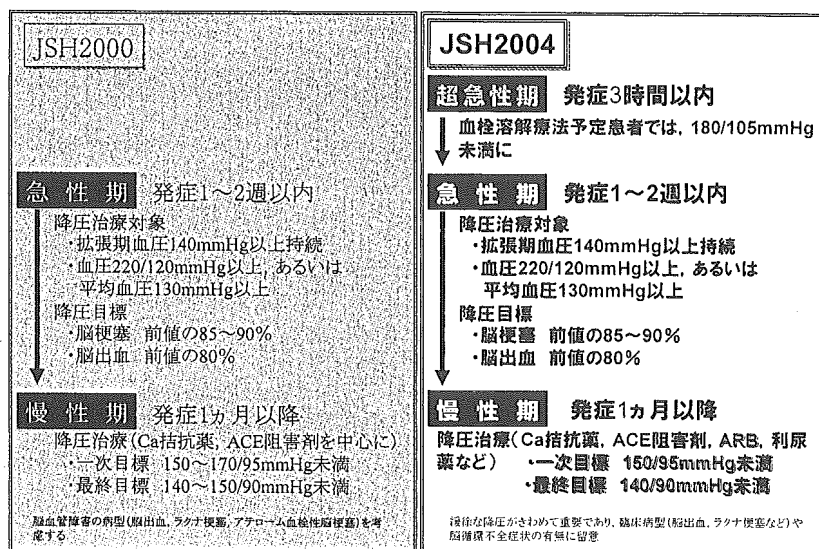 JSH2000
急性期 発症1～2週以内
降圧治療対象
・拡張期血圧140mmHg以上持続
・血圧220/120mmHg以上, あるいは
平均血圧130mmHg以上
降圧目標
・脳梗塞 前値の85～90%
・脳出血 前値の80%
慢性期 発症1ヵ月以降
降圧治療(Ca拮抗薬, ACE阻害剤を中心に)
・一次目標 150～170/95mmHg未満
・最終目標 140～150/90mmHg未満
脳血管障害の病型(脳出血, ラクナ梗塞, アテローム血栓性脳梗塞)を考
慮する
JSH2004
超急性期 発症3時間以内
血栓溶解療法予定患者では, 180/105mmHg
未満に
急性期 発症1～2週以内
降圧治療対象
・拡張期血圧140mmHg以上持続
・血圧220/120mmHg以上, あるいは
平均血圧130mmHg以上
降圧目標
・脳梗塞 前値の85～90%
・脳出血 前値の80%
慢性期 発症1ヵ月以降
降圧治療(Ca拮抗薬, ACE阻害剤, ARB, 利尿
薬など) ・一次目標 150/95mmHg未満
・最終目標 140/90mmHg未満
緩徐な降圧がきわめて重要であり, 臨床病型(脳出血, ラクナ梗塞など)や
脳循環不全症状の有無に留意